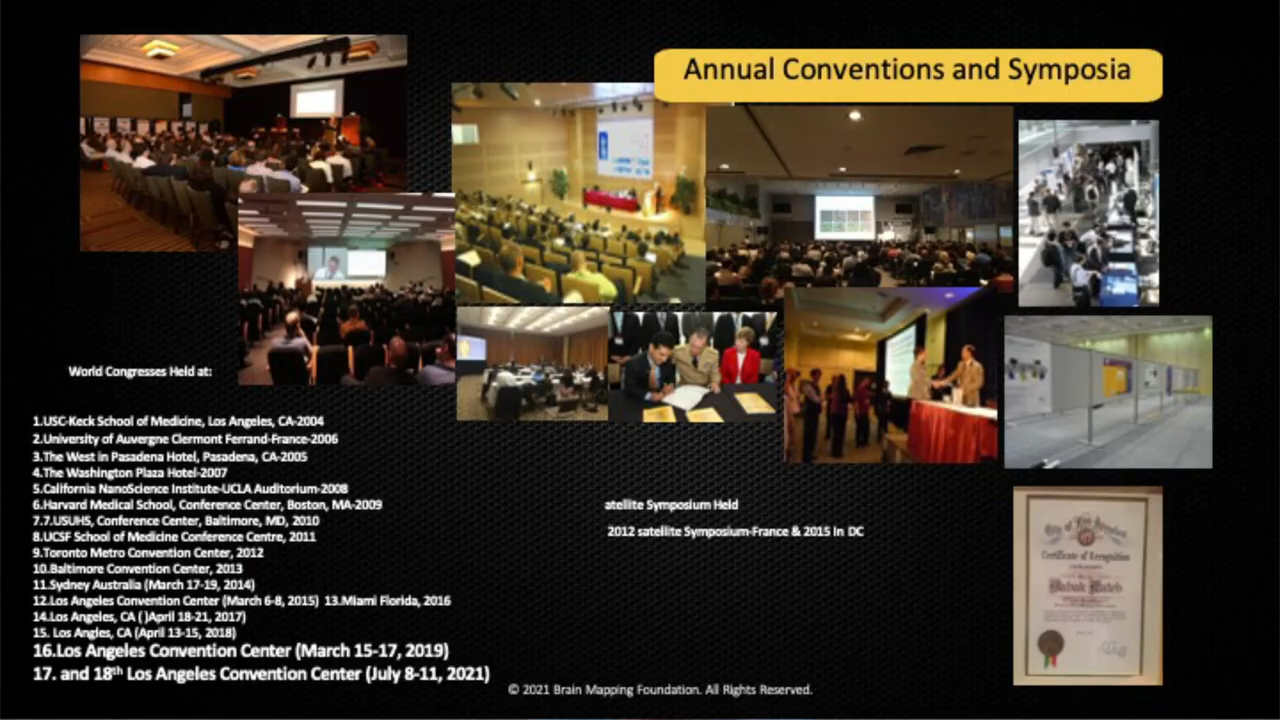 Annual Conventions and Symposia
World Congresses Held at:
1.USC-Keck School of Medicine, Los Angeles, CA-2004
2.University of Auvergne Clermont Ferrand-France-2006
3.The West in Pasadena Hotel, Pasadena, CA-2005
4.The Washington Plaza Hotel-2007
5.California NanoScience Institute-UCLA Auditorium-2008
6.Harvard Medical School, Conference Center, Boston, MA-2009
7.7.USUHS, Conference Center, Baltimore, MD, 2010
8.UCSF School of Medicine Conference Centre, 2011
9.Toronto Metro Convention Center, 2012
10.Baltimore Convention Center, 2013
11.Sydney Australia (March 17-19, 2014)
12.Los Angeles Convention Center (March 6-8, 2015) 13.Miami Florida, 2016
14.Los Angeles, CA ( )April 18-21, 2017)
15. Los Angles, CA (April 13-15, 2018)
16.Los Angeles Convention Center (March 15-17, 2019)
17. and 18th Los Angeles Convention Center (July 8-11, 2021)
atellite Symposium Held
2012 satellite Symposium-France & 2015 In DC
City of Los Angeles
Certificate of Recognition
© 2021 Brain Mapping Foundation. All Rights Reserved.